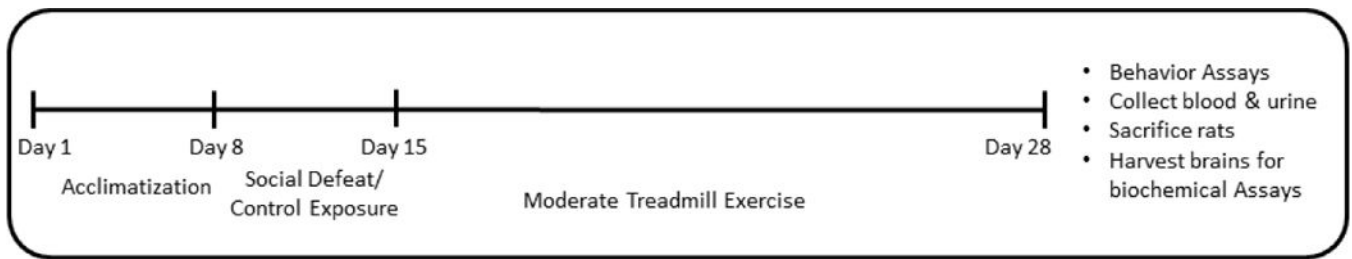 Day 1
Day 8
Day 15
Day 28
Acclimatization
Social Defeat/
Control Exposure
Moderate Treadmill Exercise
• Behavior Assays
• Collect blood & urine
• Sacrifice rats
• Harvest brains for
biochemical Assays